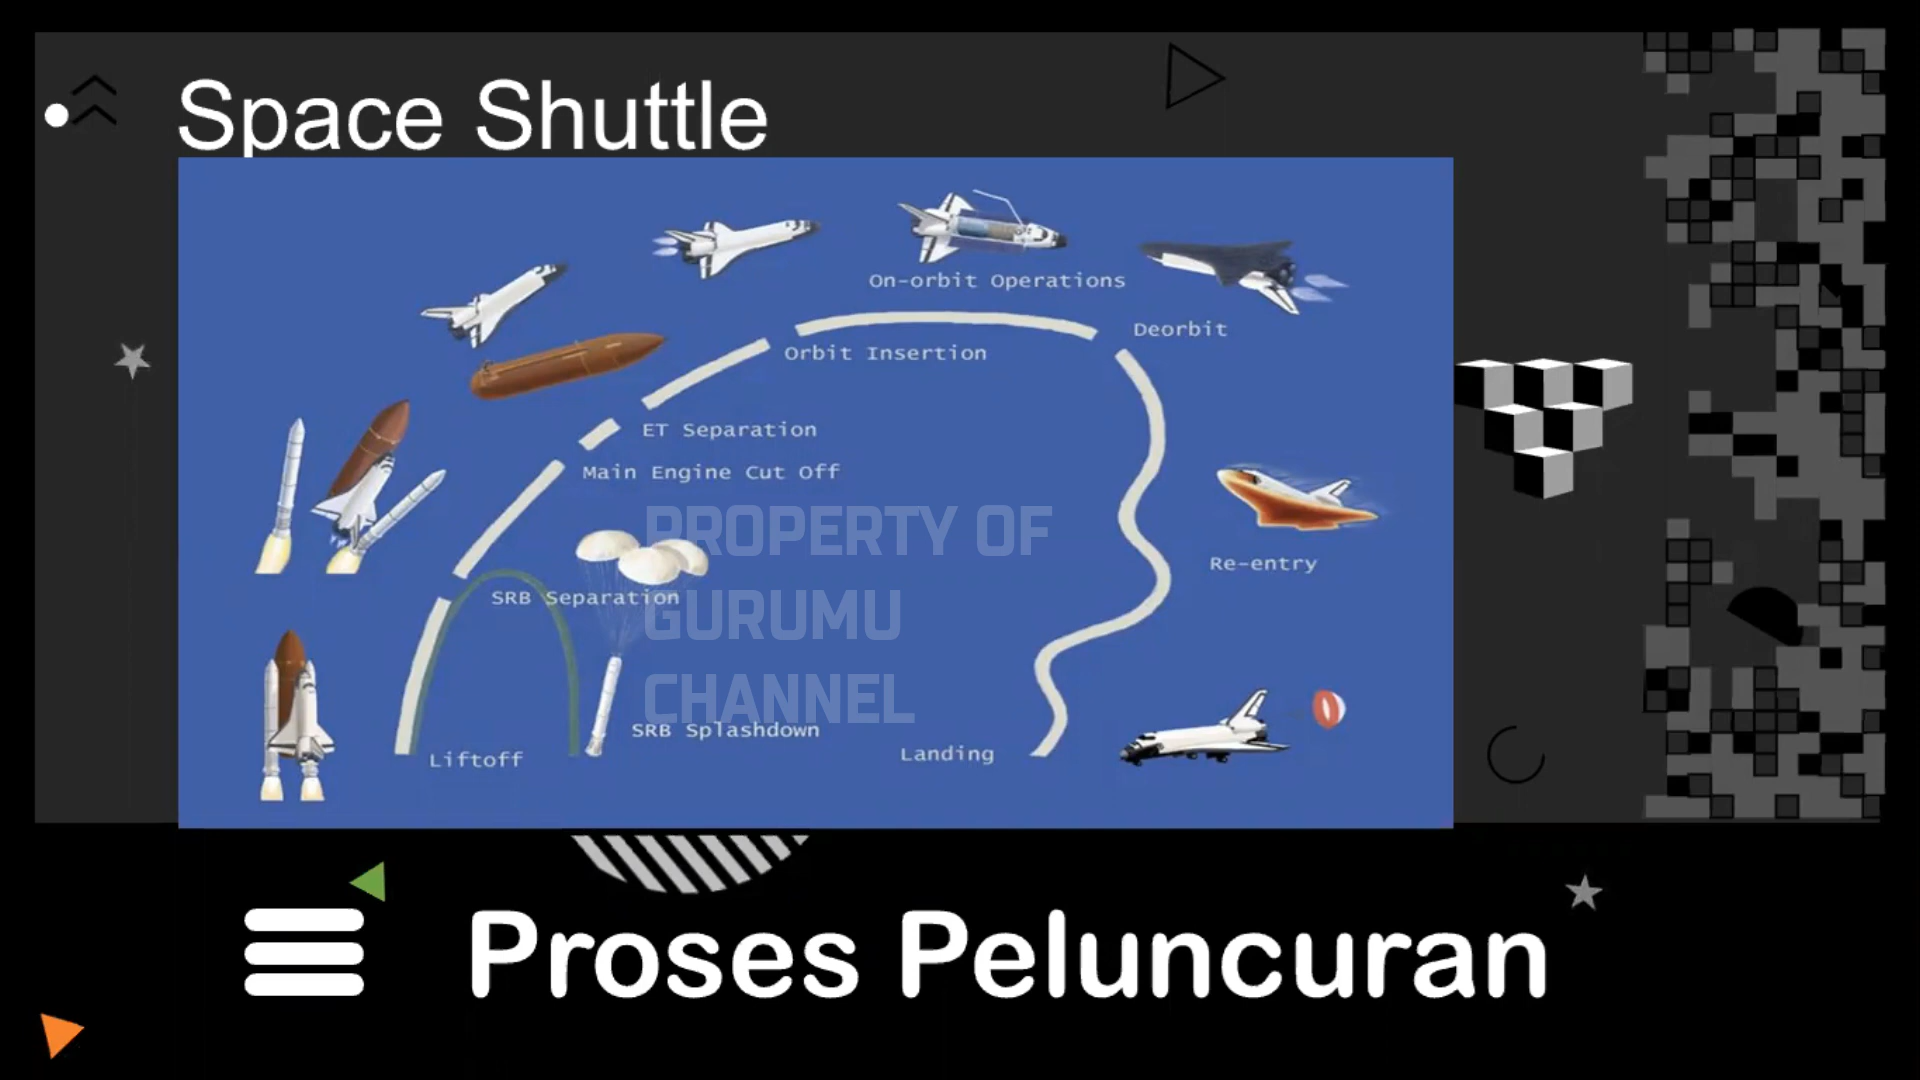 Space Shuttle
On-orbit Operations
Deorbit
Orbit Insertion
ET Separation
Main Engine Cut Off
PROPERTY OF
GURUMU
CHANNEL
Re-entry
SRB Separation
SRB Splashdown
Landing
Liftoff
Proses Peluncuran